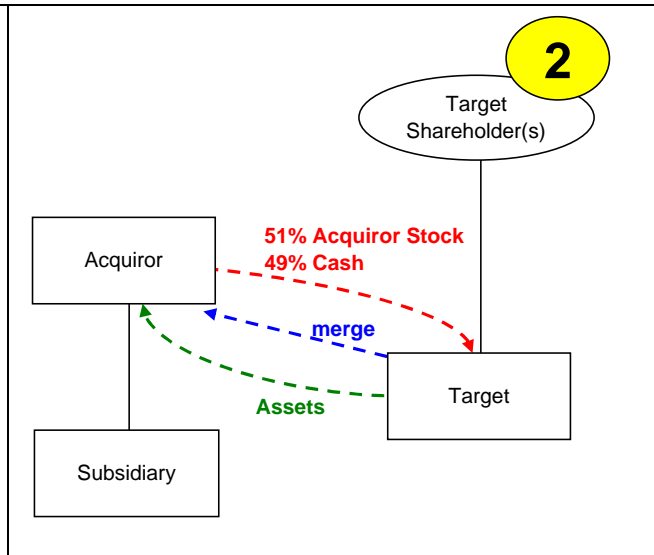 2
Target
Shareholder(s)
51% Acquiror Stock
49% Cash
Acquiror
merge
Target
Assets
Subsidiary